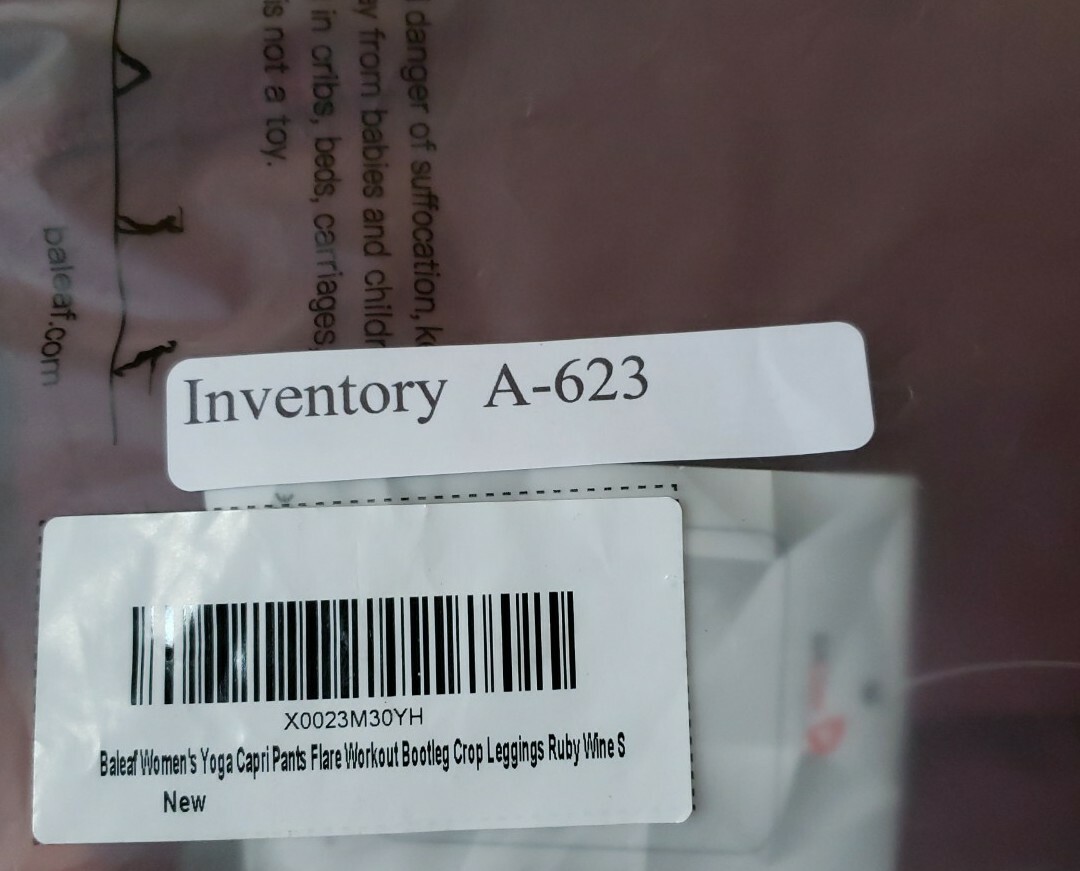 danger of suffocation,
from babies and
in cribs, beds, carriages,
is not a toy.
baleaf.com
Inventory A-623
X0023M30YH
Baleaf Women's Yoga Capri Pants Flare Workout Bootleg Crop Leggings Ruby Wine S
New